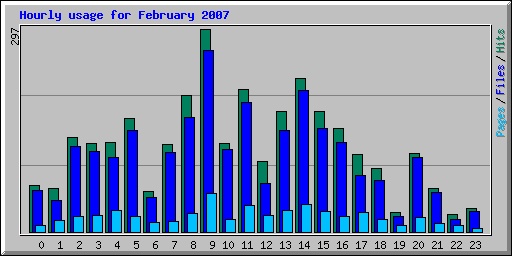 Hourly usage for February 2007
297
Pages / Files / Hits
0 1 2 3 4 5 6 7 8 9 10 11 12 13 14 15 16 17 18 19 20 21 22 23